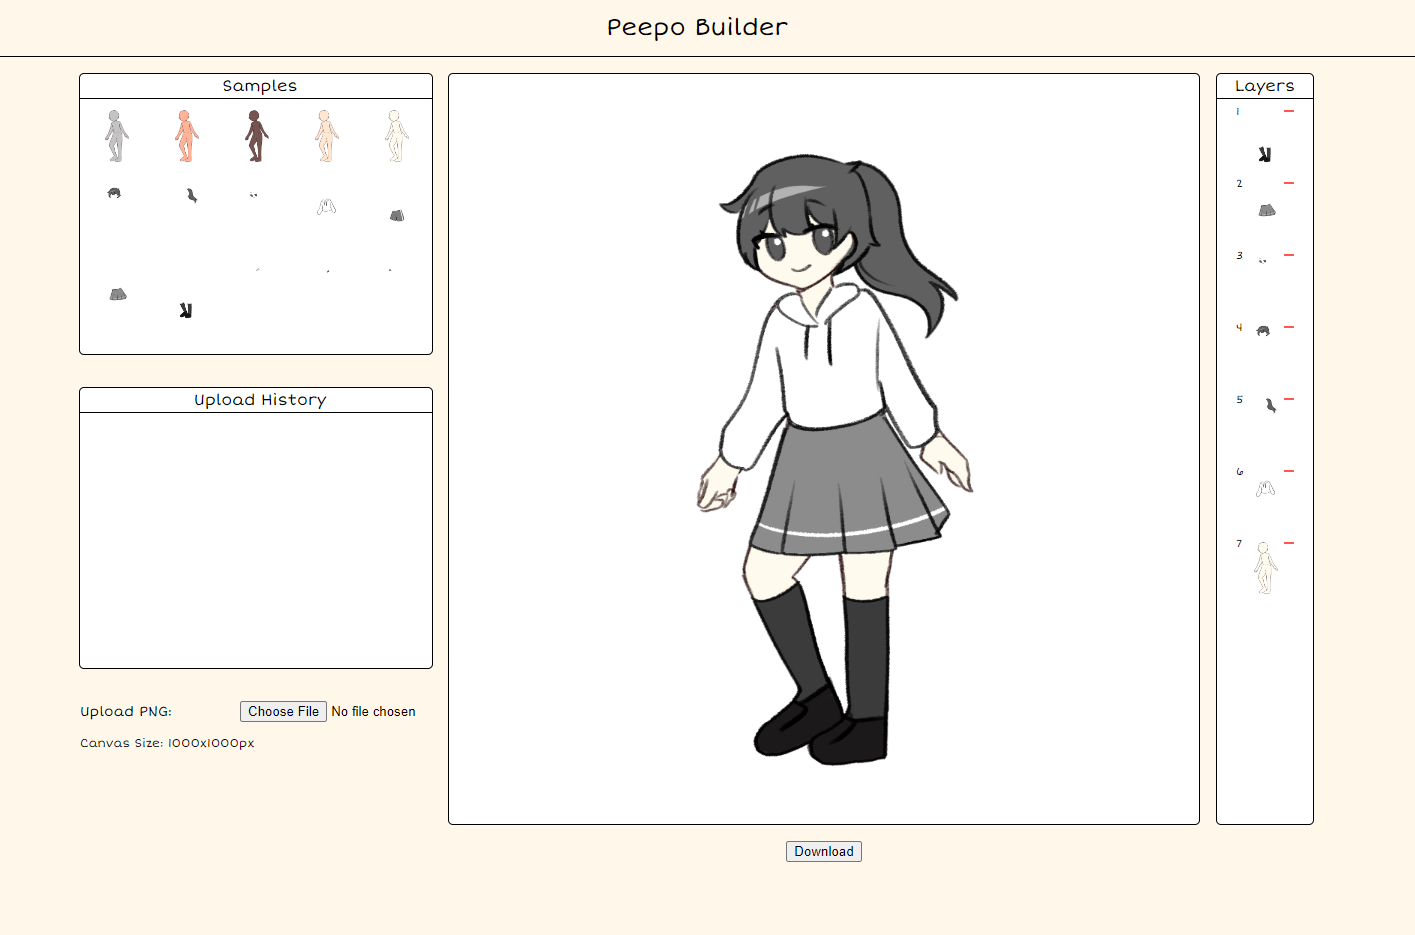 Peepo Builder
Samples
Upload History
Upload PNG: Choose File No file chosen
Canvas Size: 1000x1000px
Download
Layers
1
2
3
4
5
6
7